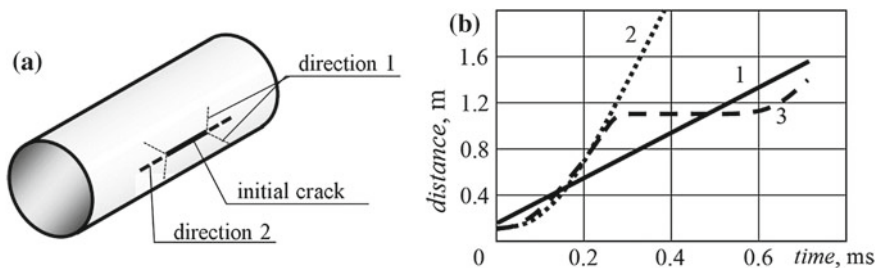 (a)
direction 1
initial crack
direction 2
(b)
distance, m
1.6
1.2
0.8
0.4
0
0.2
0.4
0.6
time, ms
2
1
3